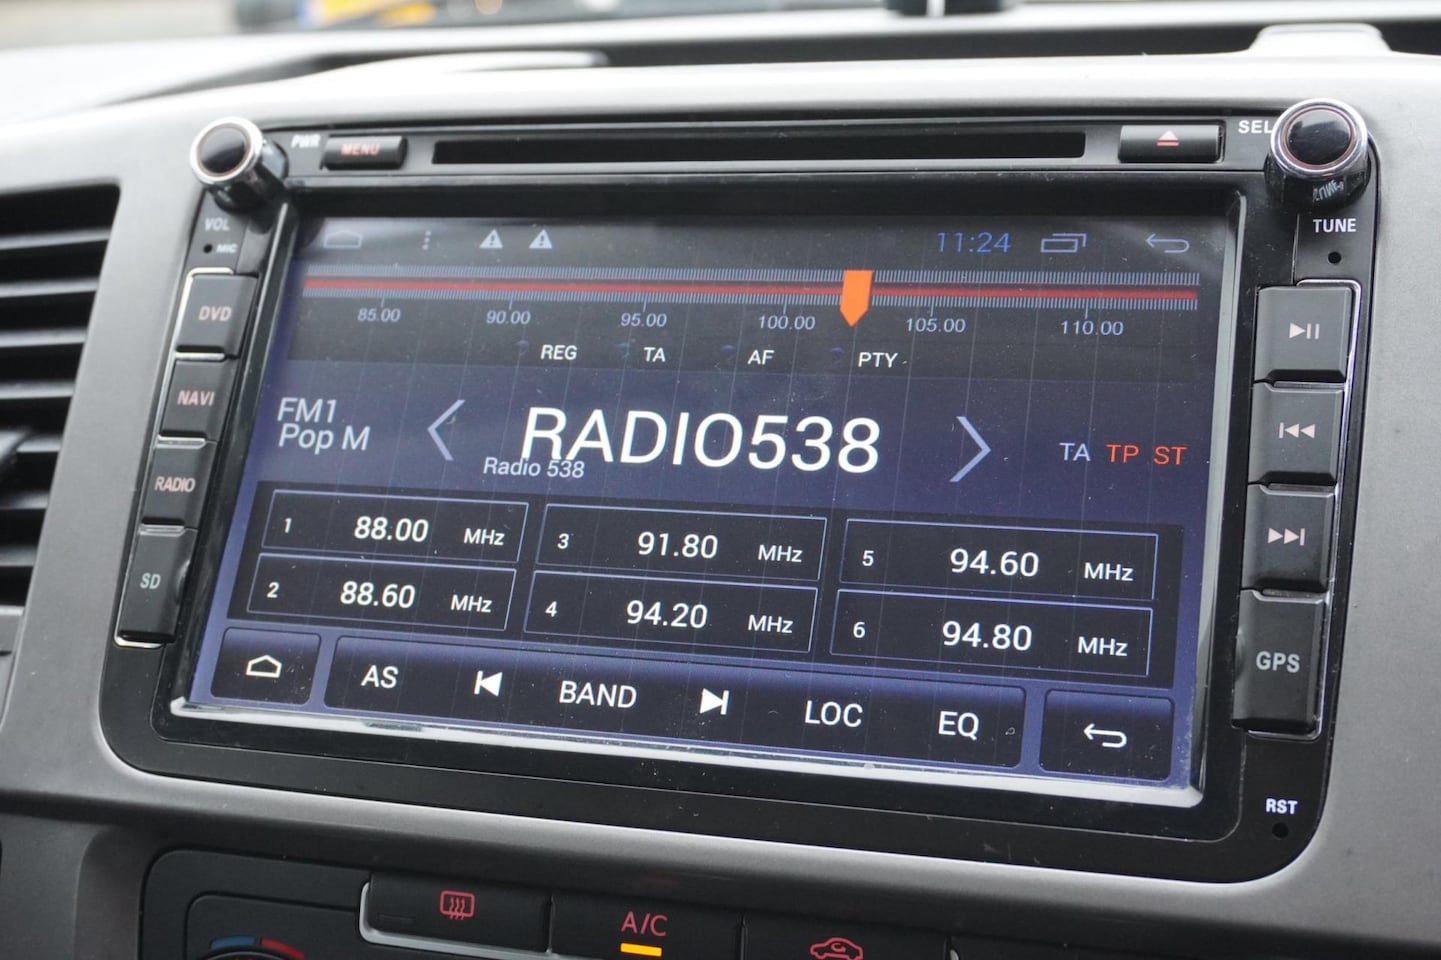 PWR MENU SEL
TUNE
VOL
MIC
TUNE
11:24
85.00 90.00 95.00 100.00 105.00 110.00
REG TA AF PTY
DVD
NAVI
RADIO
SD
FM1
Pop M
RADIO538
Radio 538
TA TP ST
1 88.00 MHz 3 91.80 MHz 5 94.60 MHz
2 88.60 MHz 4 94.20 MHz 6 94.80 MHz
AS BAND LOC EQ
GPS
RST
A/C